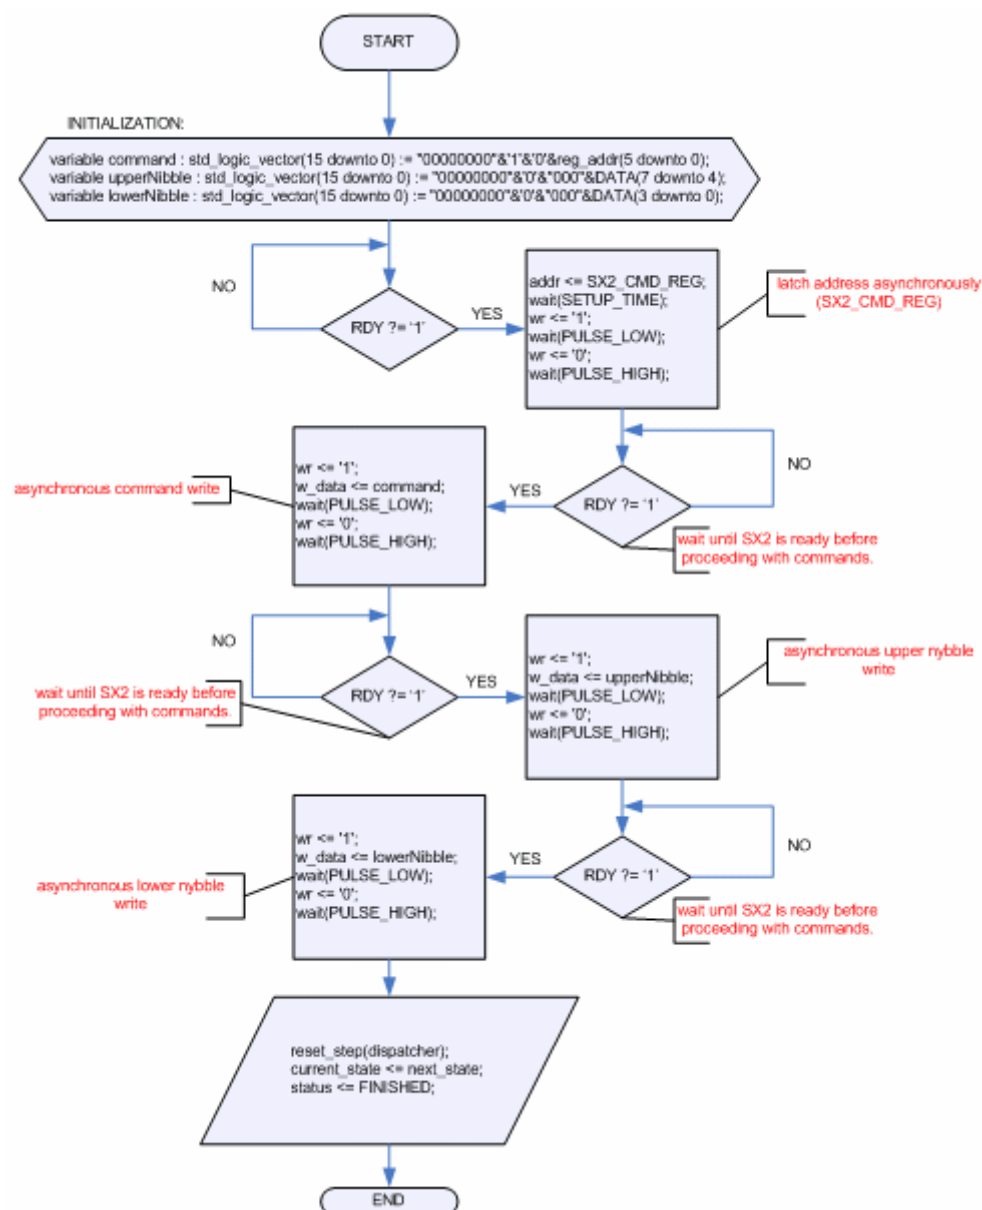 START
INITIALIZATION:
variable command : std_logic_vector(15 downto 0) := "00000000"&'1'&'0'&reg_addr(5 downto 0);
variable upperNibble : std_logic_vector(15 downto 0) := "00000000"&'0'&"000"&DATA(7 downto 4);
variable lowerNibble : std_logic_vector(15 downto 0) := "00000000"&'0'&"000"&DATA(3 downto 0);
NO
RDY ?= '1'
YES
addr <= SX2_CMD_REG;
wait(SETUP_TIME);
wr <= '1';
wait(PULSE_LOW);
wr <= '0';
wait(PULSE_HIGH);
latch address asynchronously
(SX2_CMD_REG)
NO
RDY ?= '1'
YES
wait until SX2 is ready before
proceeding with commands.
wr <= '1';
w_data <= command;
wait(PULSE_LOW);
wr <= '0';
wait(PULSE_HIGH);
asynchronous command write
NO
RDY ?= '1'
YES
wait until SX2 is ready before
proceeding with commands.
wr <= '1';
w_data <= upperNibble;
wait(PULSE_LOW);
wr <= '0';
wait(PULSE_HIGH);
asynchronous upper nybble
write
NO
RDY ?= '1'
YES
wait until SX2 is ready before
proceeding with commands.
wr <= '1';
w_data <= lowerNibble;
wait(PULSE_LOW);
wr <= '0';
wait(PULSE_HIGH);
asynchronous lower nybble
write
reset_step(dispatcher);
current_state <= next_state;
status <= FINISHED;
END